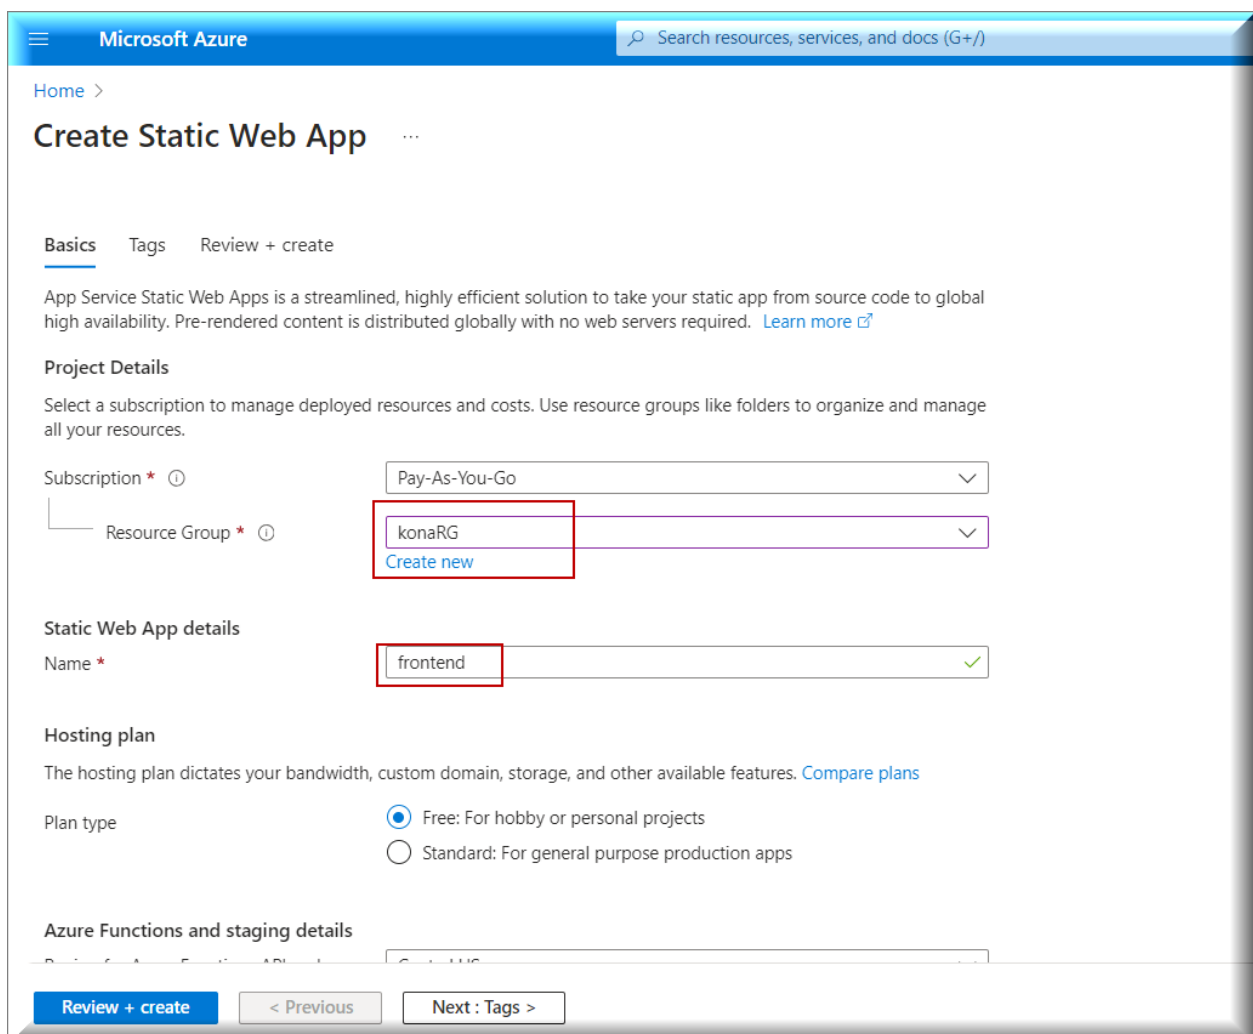 Microsoft Azure
Search resources, services, and docs (G+/)
Home >
Create Static Web App ...
Basics Tags Review + create
App Service Static Web Apps is a streamlined, highly efficient solution to take your static app from source code to global
high availability. Pre-rendered content is distributed globally with no web servers required. Learn more
Project Details
Select a subscription to manage deployed resources and costs. Use resource groups like folders to organize and manage
all your resources.
Subscription * Pay-As-You-Go
Resource Group * konaRG
Create new
Static Web App details
Name * frontend
Hosting plan
The hosting plan dictates your bandwidth, custom domain, storage, and other available features. Compare plans
Plan type Free: For hobby or personal projects
Standard: For general purpose production apps
Azure Functions and staging details
Review + create < Previous Next : Tags >